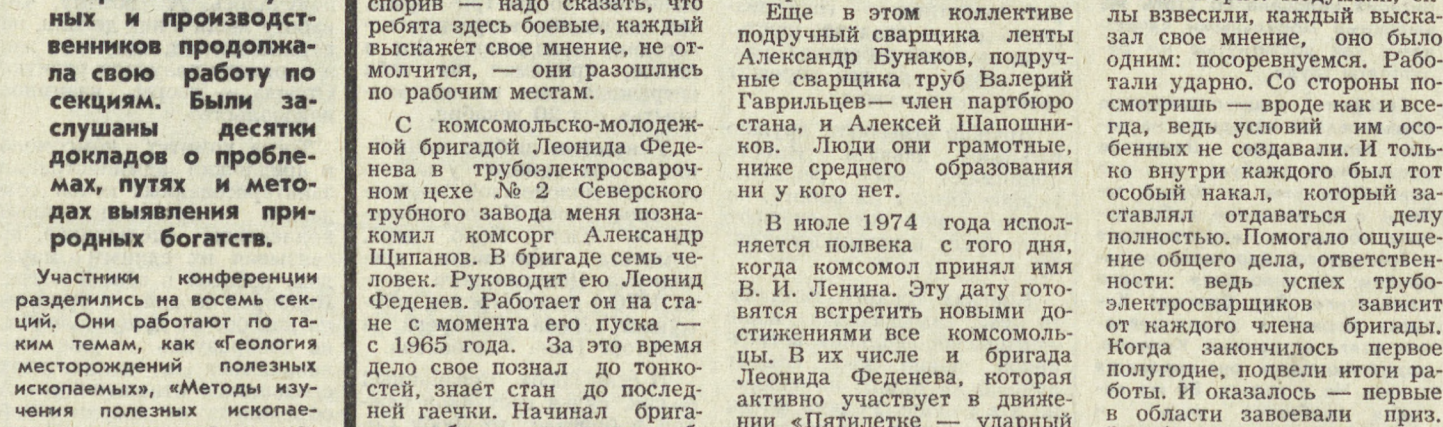 ных и производст-
венников продолжа-
ла свою работу по
секциям. Были за-
слушаны десятки
докладов о пробле-
мах, путях и мето-
дах выявления при-
родных богатств.
Участники конференции
разделились на восемь сек-
ций. Они работают по та-
ким темам, как «Геология
месторождений полезных
ископаемых», «Методы изу-
чения полезных ископае-
спорив — надо сказать, что
ребята здесь боевые, каждый
выскажет свое мнение, не от-
молчится, — они разошлись
по рабочим местам.
С комсомольско-молодеж-
ной бригадой Леонида Феде-
нева в трубоэлектросвароч-
ном цехе № 2 Северского
трубного завода меня позна-
комил комсорг Александр
Щипанов. В бригаде семь че-
ловек. Руководит ею Леонид
Феденев. Работает он на ста-
не с момента его пуска —
с 1965 года. За это время
дело свое познал до тонко-
стей, знает стан до послед-
ней гаечки. Начинал брига-
Еще в этом коллективе
подручный сварщика ленты
Александр Бунаков, подруч-
ные сварщика труб Валерий
Гаврильцев— член партбюро
стана, и Алексей Шапошни-
ков. Люди они грамотные,
ниже среднего образования
ни у кого нет.
В июле 1974 года испол-
няется полвека с того дня,
когда комсомол принял имя
В. И. Ленина. Эту дату гото-
вятся встретить новыми до-
стижениями все комсомоль-
цы. В их числе и бригада
Леонида Феденева, которая
активно участвует в движе-
нии «Пятилетке — ударный
лы взвесили, каждый выска-
зал свое мнение, оно было
одним: посоревнуемся. Рабо-
тали ударно. Со стороны по-
смотришь — вроде как и все-
гда, ведь условий им осо-
бенных не создавали. И толь-
ко внутри каждого был тот
особый накал, который за-
ставлял отдаваться делу
полностью. Помогало ощуще-
ние общего дела, ответствен-
ности: ведь успех трубо-
электросварщиков зависит
от каждого члена бригады.
Когда закончилось первое
полугодие, подвели итоги ра-
боты. И оказалось — первые
в области завоевали приз.